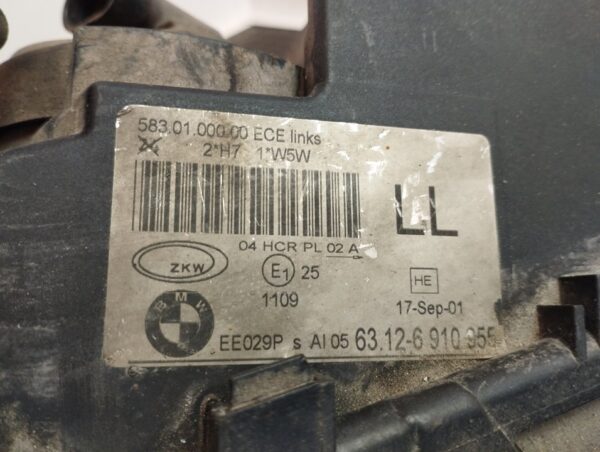 583.01.000.00 ECE links
2*H7 1*W5W
LL
04 HCR PL 02 A
ZKW
E1 25
HE
1109
17-Sep-01
BMW
EE029P s AI 05 63.12-6 910 955